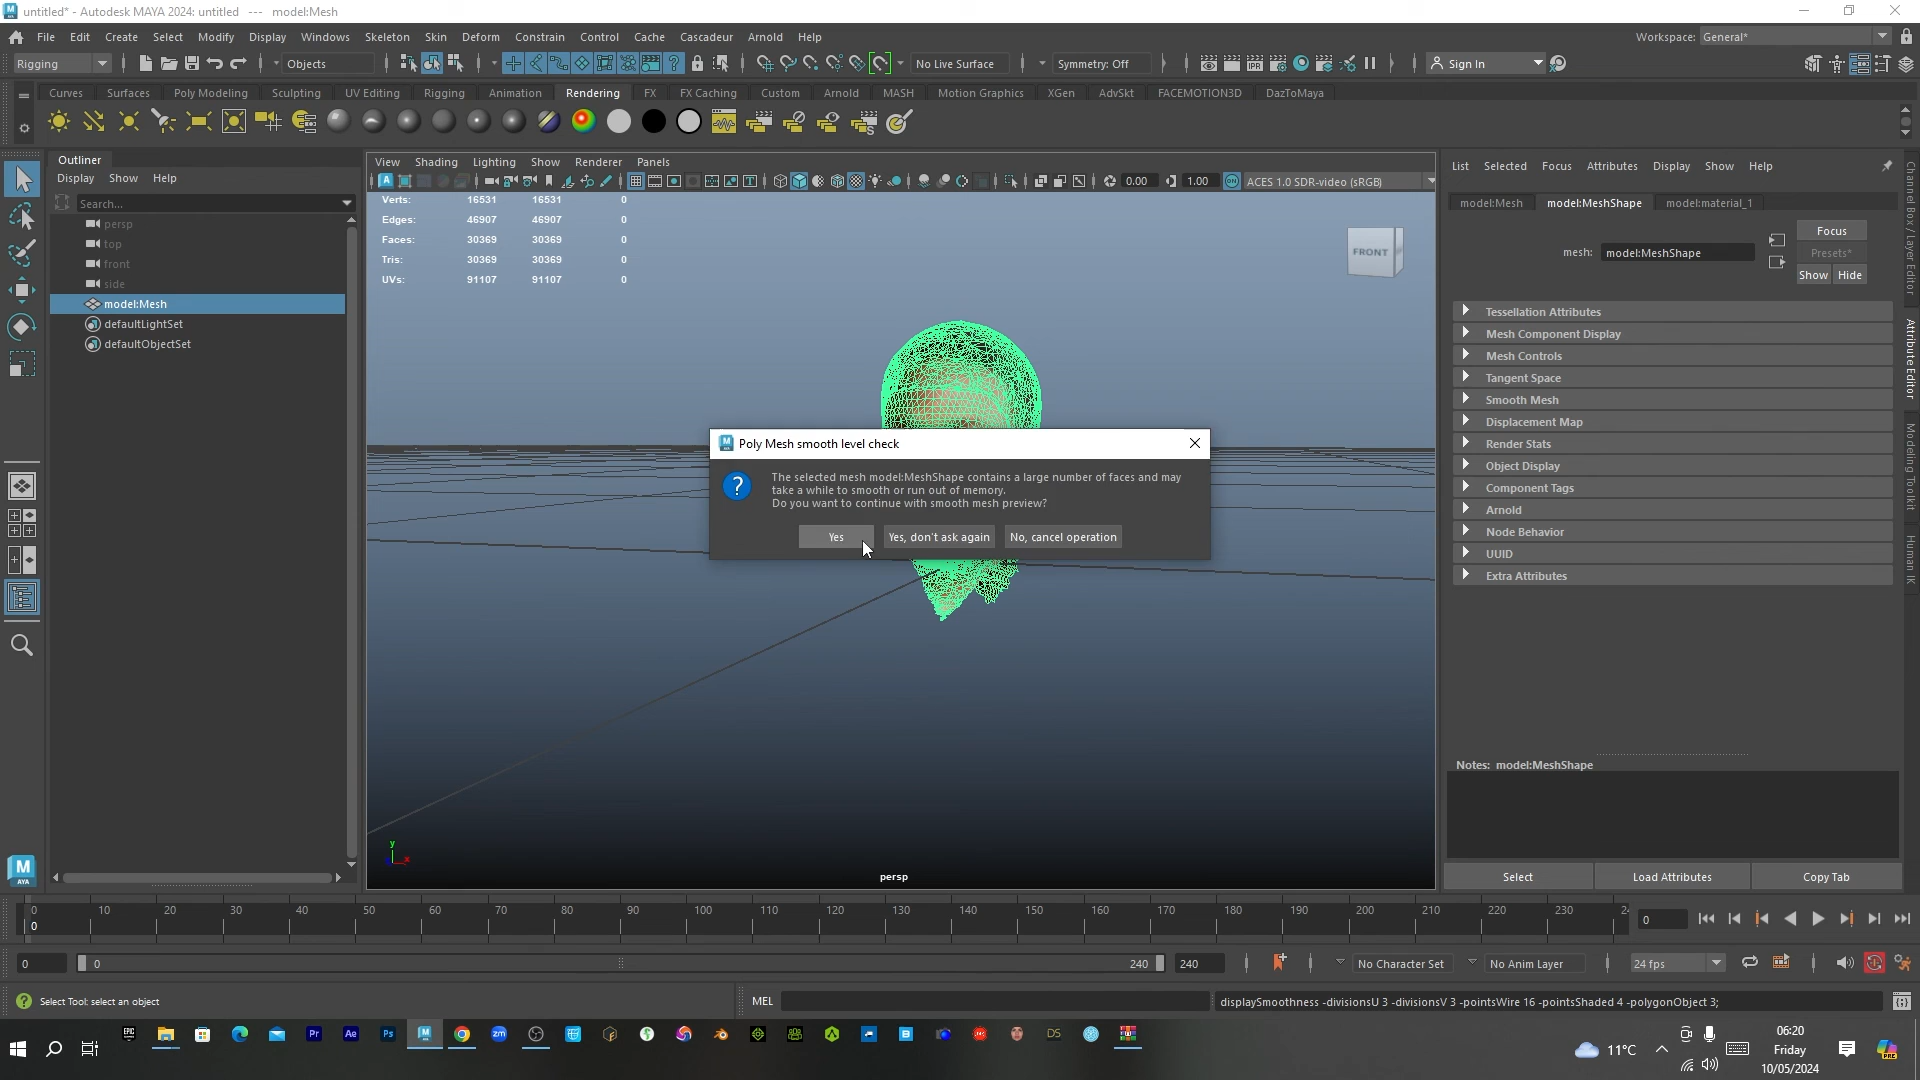 untitled* - Autodesk MAYA 2024: untitled --- model:Mesh
File Edit Create Select Modify Display Windows Skeleton Skin Deform Constrain Control Cache Cascadeur Arnold Help
Workspace: General*
Rigging
Objects
No Live Surface
Symmetry: Off
Sign In
Curves Surfaces Poly Modeling Sculpting UV Editing Rigging Animation Rendering FX FX Caching Custom Arnold MASH Motion Graphics XGen AdvSkt FACEMOTION3D DazToMaya
Outliner
Display Show Help
Search...
persp
top
front
side
model:Mesh
defaultLightSet
defaultObjectSet
View Shading Lighting Show Renderer Panels
0.00
1.00
ACES 1.0 SDR-video (sRGB)
Verts: 16531 16531 0
Edges: 46907 46907 0
Faces: 30369 30369 0
Tris: 30369 30369 0
UVs: 91107 91107 0
FRONT
Poly Mesh smooth level check
The selected mesh model:MeshShape contains a large number of faces and may
take a while to smooth or run out of memory.
Do you want to continue with smooth mesh preview?
Yes
Yes, don't ask again
No, cancel operation
y
x
persp
List Selected Focus Attributes Display Show Help
model:Mesh model:MeshShape model:material_1
mesh: model:MeshShape
Focus
Presets*
Show Hide
Tessellation Attributes
Mesh Component Display
Mesh Controls
Tangent Space
Smooth Mesh
Displacement Map
Render Stats
Object Display
Component Tags
Arnold
Node Behavior
UUID
Extra Attributes
Notes: model:MeshShape
Select
Load Attributes
Copy Tab
Channel Box / Layer Editor
Attribute Editor
Modeling Toolkit
Human IK
0 10 20 30 40 50 60 70 80 90 100 110 120 130 140 150 160 170 180 190 200 210 220 230
0
0
0
0
240
240
No Character Set
No Anim Layer
24 fps
Select Tool: select an object
MEL
displaySmoothness -divisionsU 3 -divisionsV 3 -pointsWire 16 -pointsShaded 4 -polygonObject 3;
11°C
06:20
Friday
10/05/2024